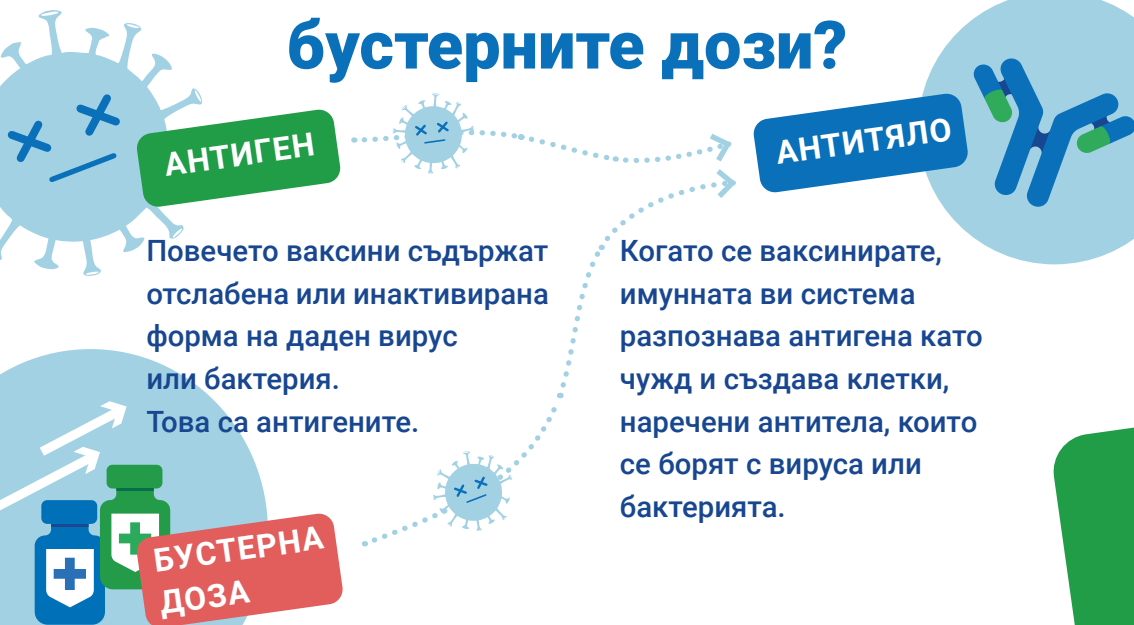 бустерните дози?
АНТИГЕН
АНТИТЯЛО
Повечето ваксини съдържат
отслабена или инактивирана
форма на даден вирус
или бактерия.
Това са антигените.
Когато се ваксинирате,
имунната ви система
разпознава антигена като
чужд и създава клетки,
наречени антитела, които
се борят с вируса или
бактерията.
БУСТЕРНА
ДОЗА